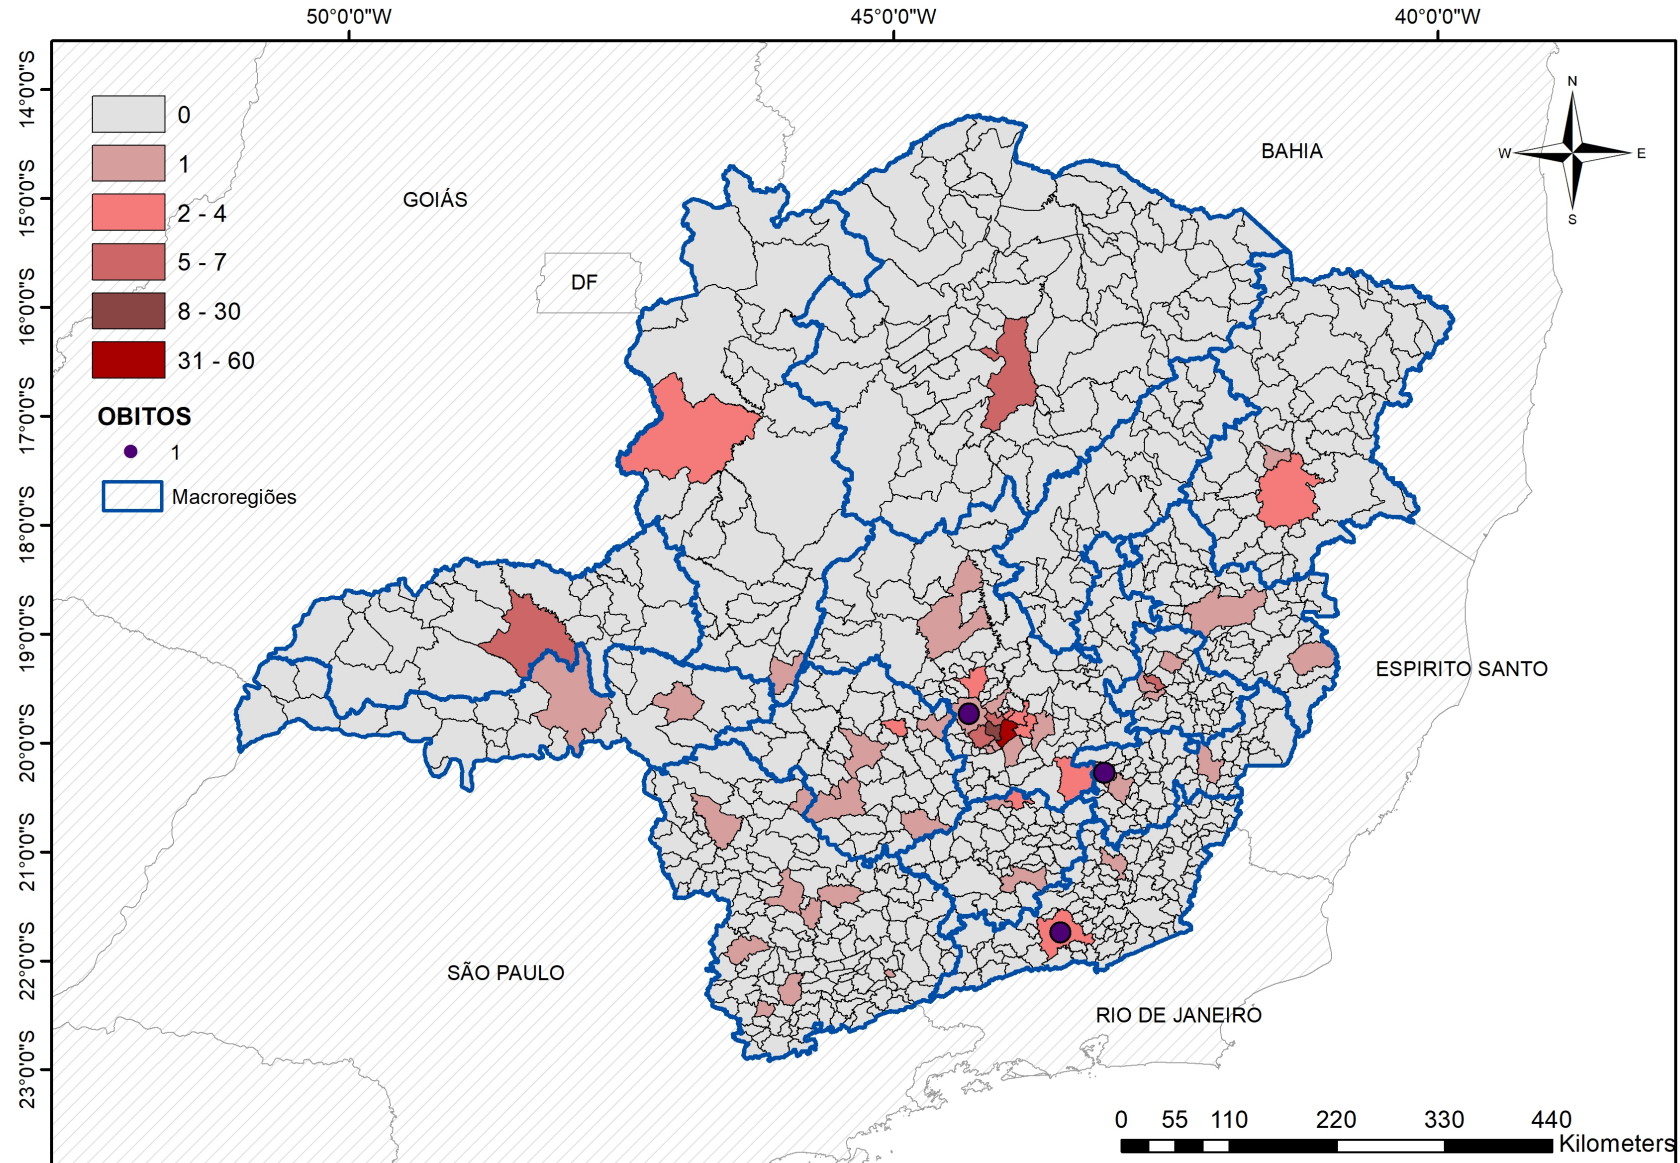 50°0'0"W
45°0'0"W
40°0'0"W
14°0'0"S
15°0'0"S
16°0'0"S
17°0'0"S
18°0'0"S
19°0'0"S
20°0'0"S
21°0'0"S
22°0'0"S
23°0'0"S
0
1
2 - 4
5 - 7
8 - 30
31 - 60
OBITOS
1
Macroregiões
GOIÁS
DF
BAHIA
N
W
E
S
ESPIRITO SANTO
SÃO PAULO
RIO DE JANEIRO
0 55 110 220 330 440
Kilometers